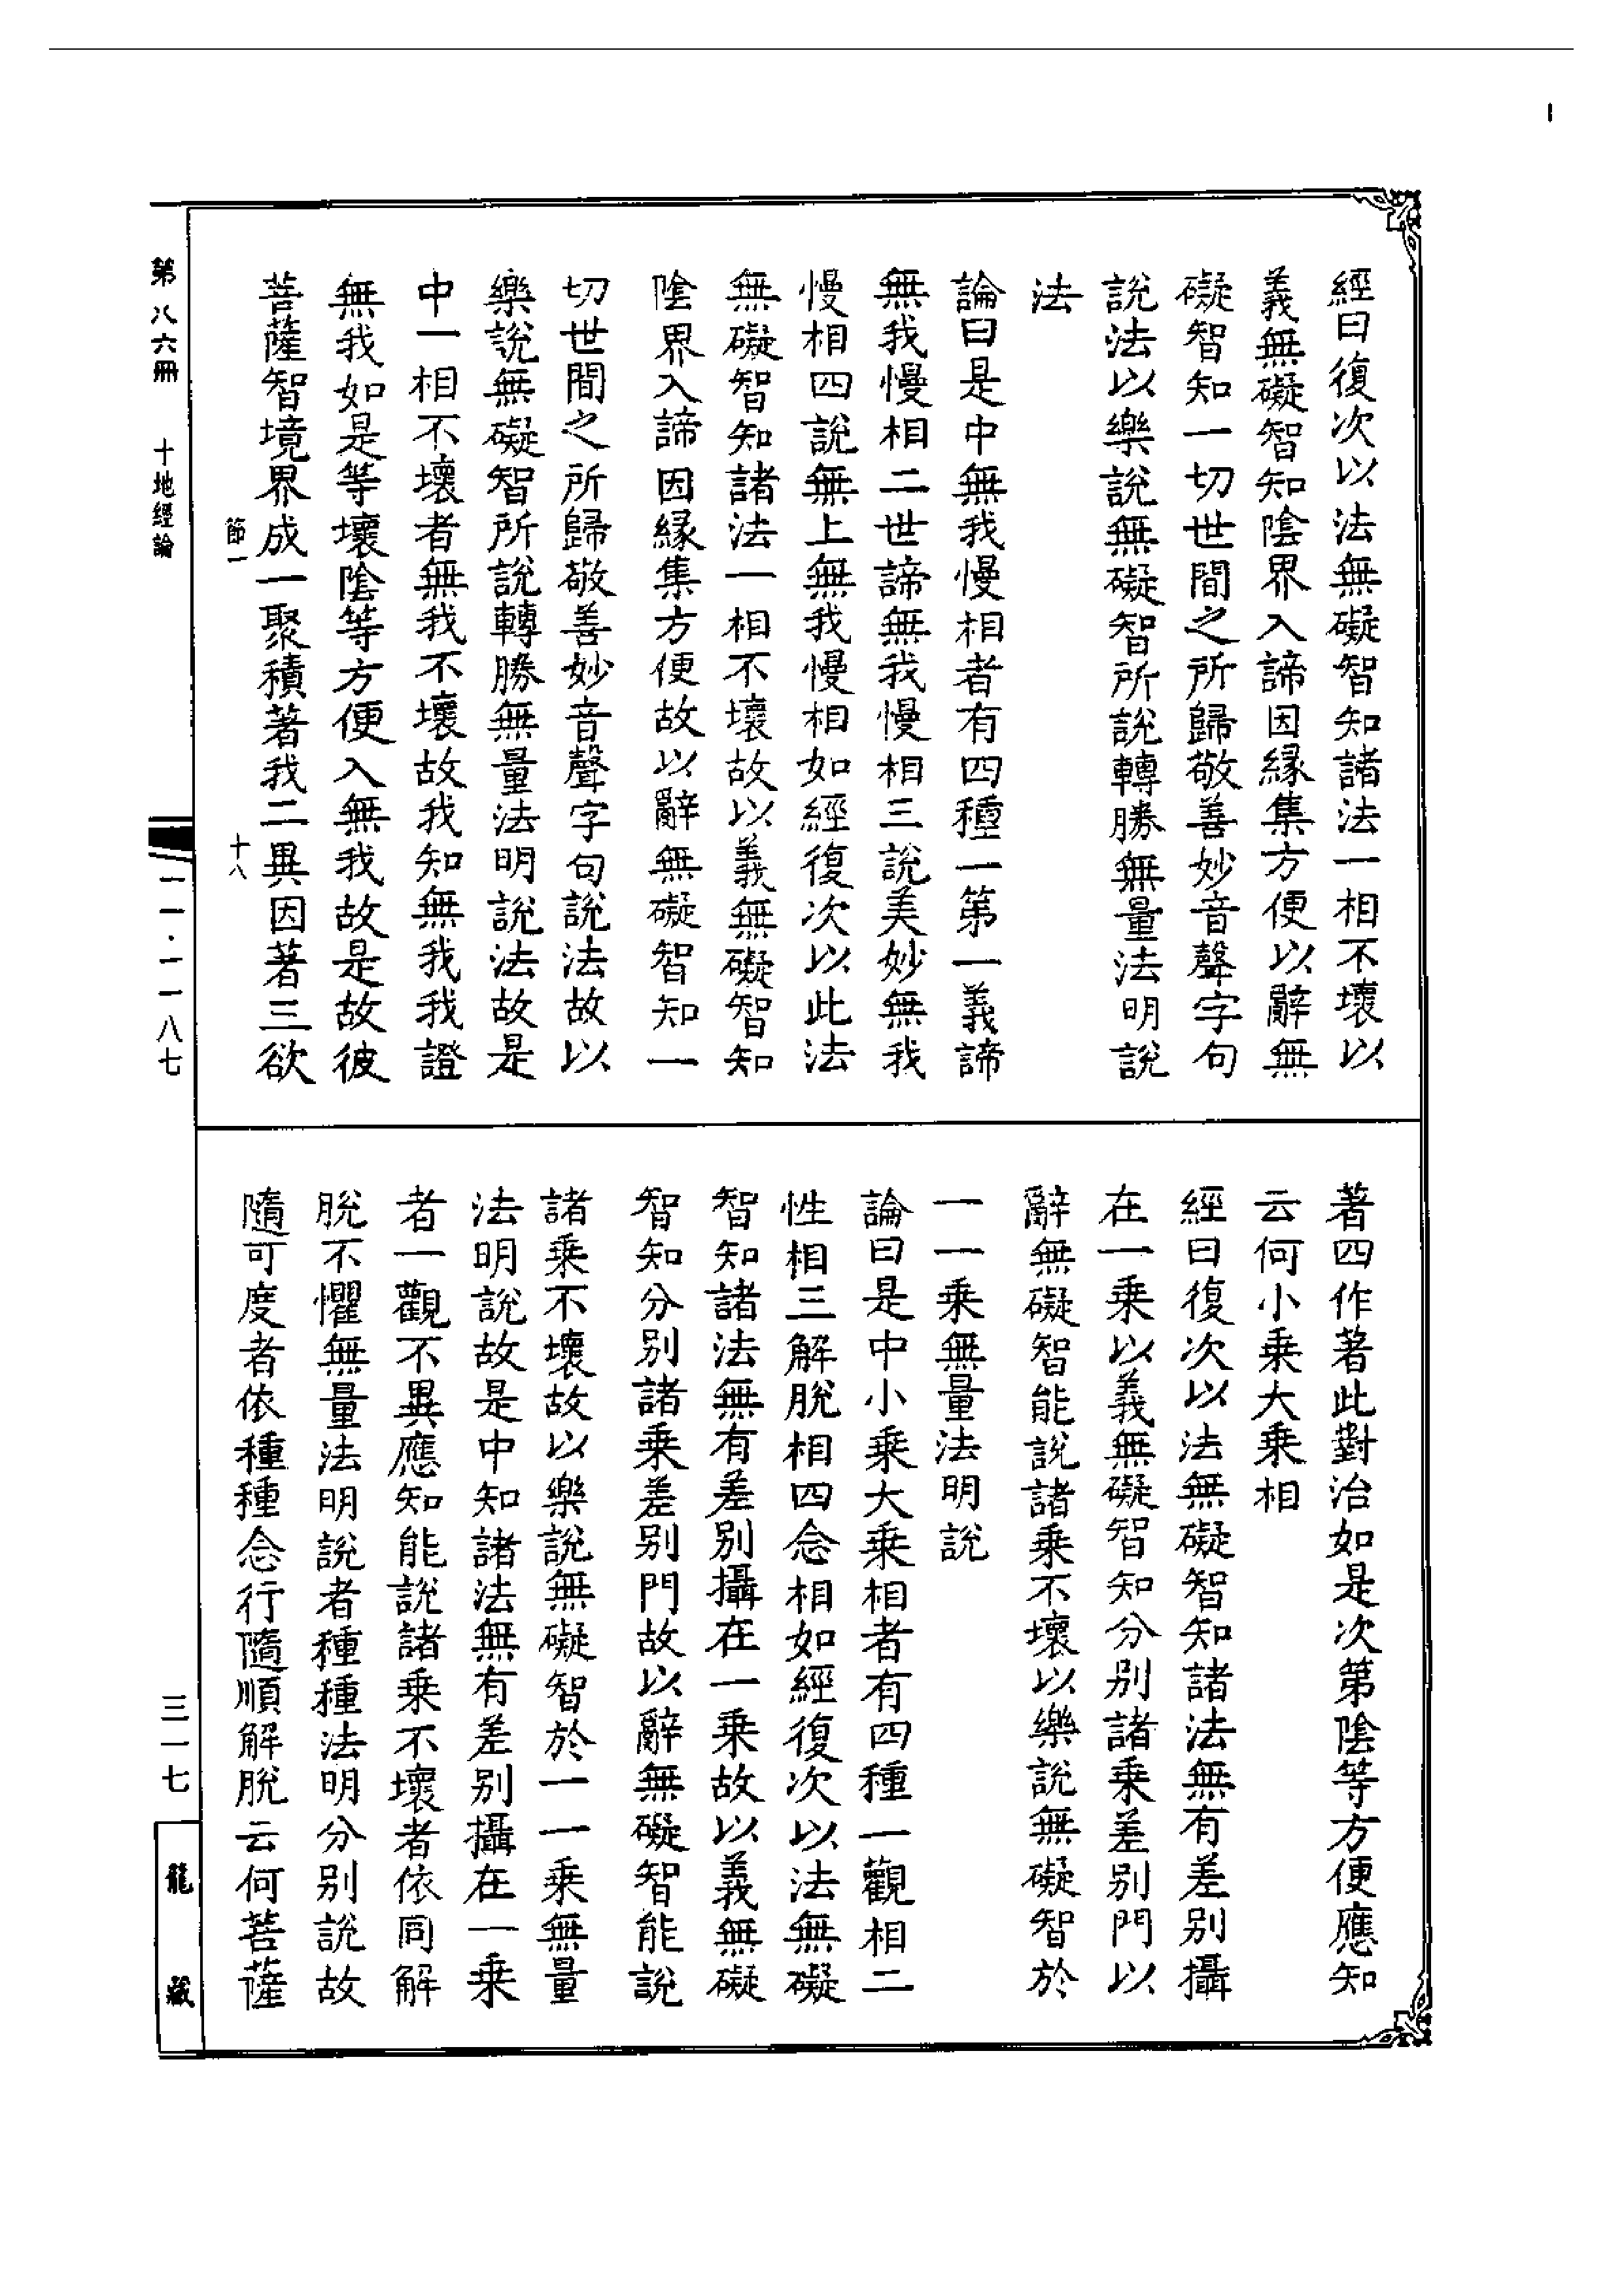 經曰復次以法無礙智知諸法一相不壞以
義無礙智知陰界入諦因緣集方便以辭無
礙智知一切世間之所歸敬善妙音聲字句
說法以樂說無礙智所說轉勝無量法明說
法
論曰是中無我慢相者有四種一第一義諦
無我慢相二世諦無我慢相三說美妙無我
慢相四說無上無我慢相如經復次以此法
無礙智知諸法一相不壞故以義無礙智知
陰界入諦因緣集方便故以辭無礙智知一
切世間之所歸敬善妙音聲字句說法故以
樂說無礙智所說轉勝無量法明說法故是
中一相不壞者無我不壞故我知無我我證
無我如是等壞陰等方便入無我故是故彼
菩薩智境界成一聚積著我二異因著三欲
節一
十八
著四作著此對治如是次第陰等方便應知
云何小乘大乘相
經曰復次以法無礙智知諸法無有差別攝
在一乘以義無礙智知分別諸乘差別門以
辭無礙智能說諸乘不壞以樂說無礙智於
一一乘無量法明說
論曰是中小乘大乘相者有四種一觀相二
性相三解脫相四念相如經復次以法無礙
智知諸法無有差別攝在一乘故以義無礙
智知分別諸乘差別門故以辭無礙智能說
諸乘不壞故以樂說無礙智於一一乘無量
法明說故是中知諸法無有差別攝在一乘
者一觀不異應知能說諸乘不壞者依同解
脫不懼無量法明說者種種法明分別說故
隨可度者依種種念行隨順解脫云何菩薩
第八六冊
十地經論
一一·一一八七
三一七
龍藏